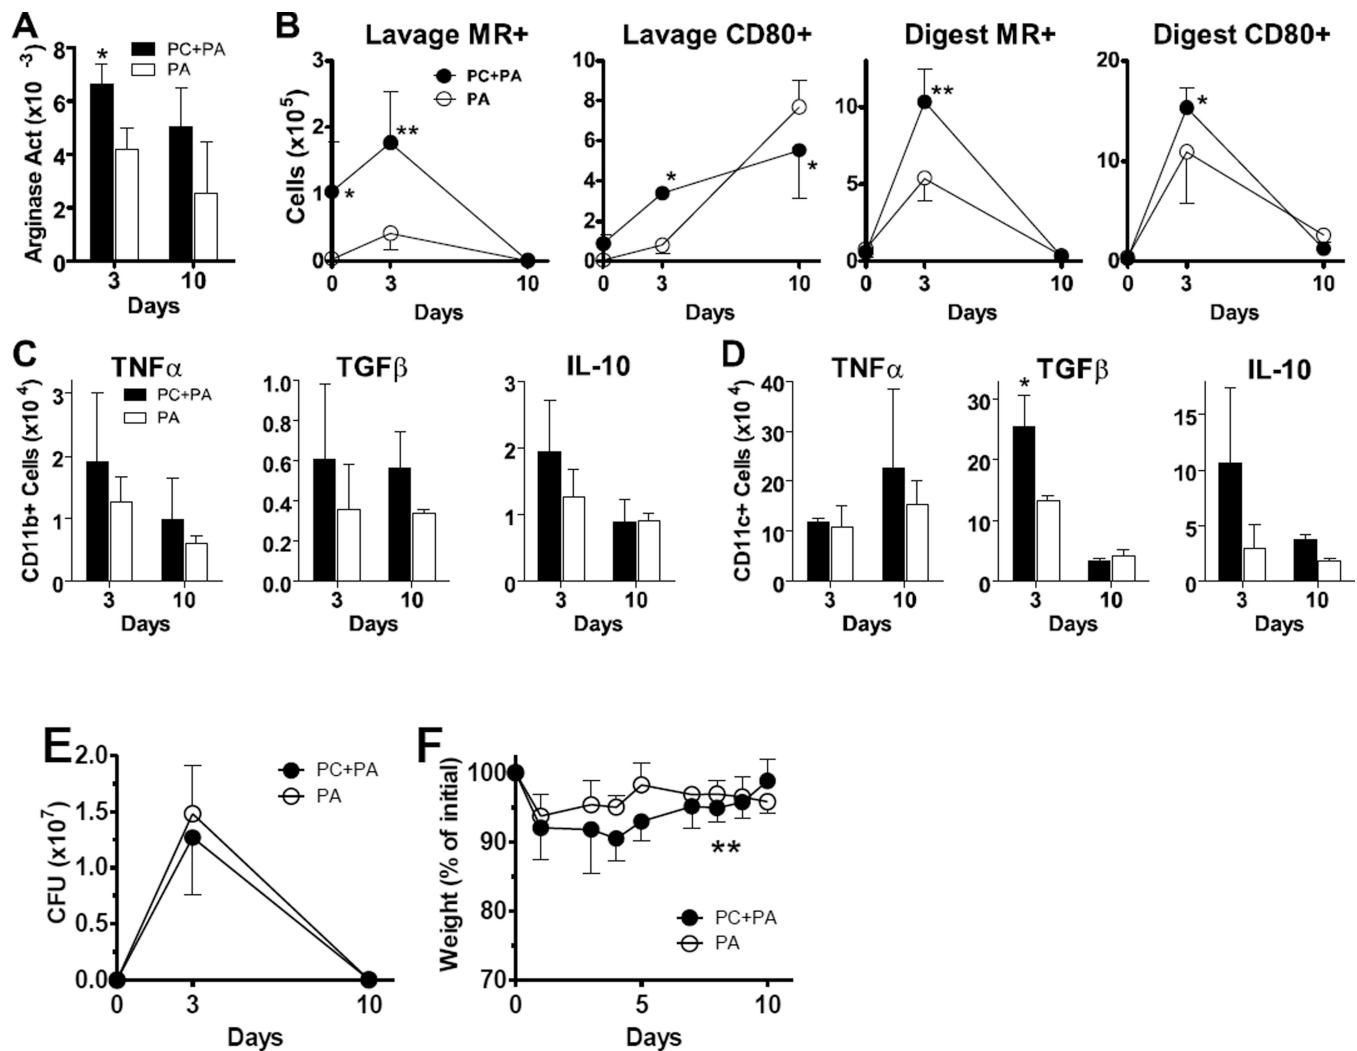 A
Arginase Act (x10 -3)
8
6
4
2
0
*
PC+PA
PA
3
10
Days
B
Cells (x10^5)
Lavage MR+
3
2
1
0
PC+PA
PA
*
**
0
3
10
Days
Lavage CD80+
10
8
6
4
2
0
*
*
0
3
10
Days
Digest MR+
10
5
0
**
0
3
10
Days
Digest CD80+
20
10
0
*
0
3
10
Days
C
CD11b+ Cells (x10^4)
TNFα
3
2
1
0
PC+PA
PA
3
10
Days
TGFβ
1.0
0.8
0.6
0.4
0.2
0.0
3
10
Days
IL-10
3
2
1
0
3
10
Days
D
CD11c+ Cells (x10^4)
TNFα
40
30
20
10
0
3
10
Days
TGFβ
30
20
10
0
*
3
10
Days
IL-10
15
10
5
0
3
10
Days
E
CFU (x10^7)
2.0
1.5
1.0
0.5
0.0
PC+PA
PA
0
3
10
Days
F
Weight (% of initial)
100
90
80
70
**
PC+PA
PA
0
5
10
Days